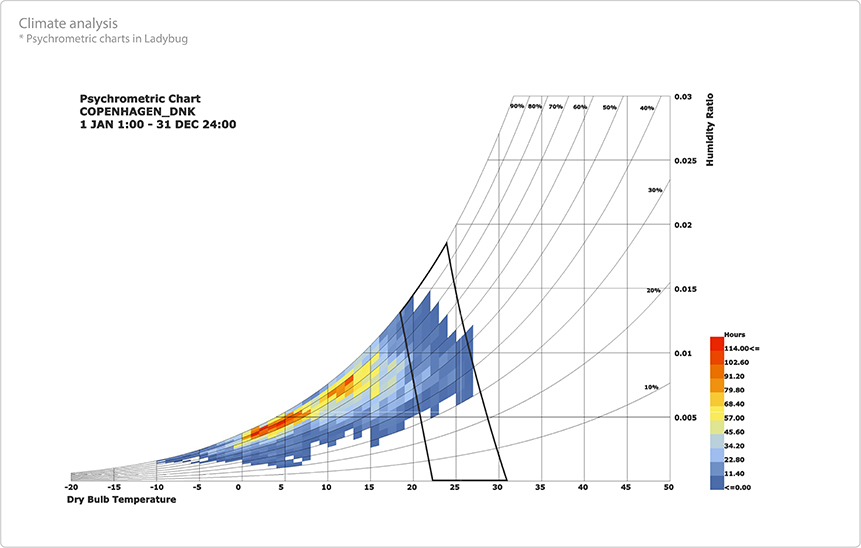 Climate analysis
* Psychrometric charts in Ladybug
Psychrometric Chart
COPENHAGEN_DNK
1 JAN 1:00 - 31 DEC 24:00
90% 80% 70% 60% 50% 40%
30%
20%
10%
0.03
0.025
0.02
0.015
0.01
0.005
Humidity Ratio
Hours
114.00<=
102.60
91.20
79.80
68.40
57.00
45.60
34.20
22.80
11.40
<=0.00
-20 -15 -10 -5 0 5 10 15 20 25 30 35 40 45 50
Dry Bulb Temperature